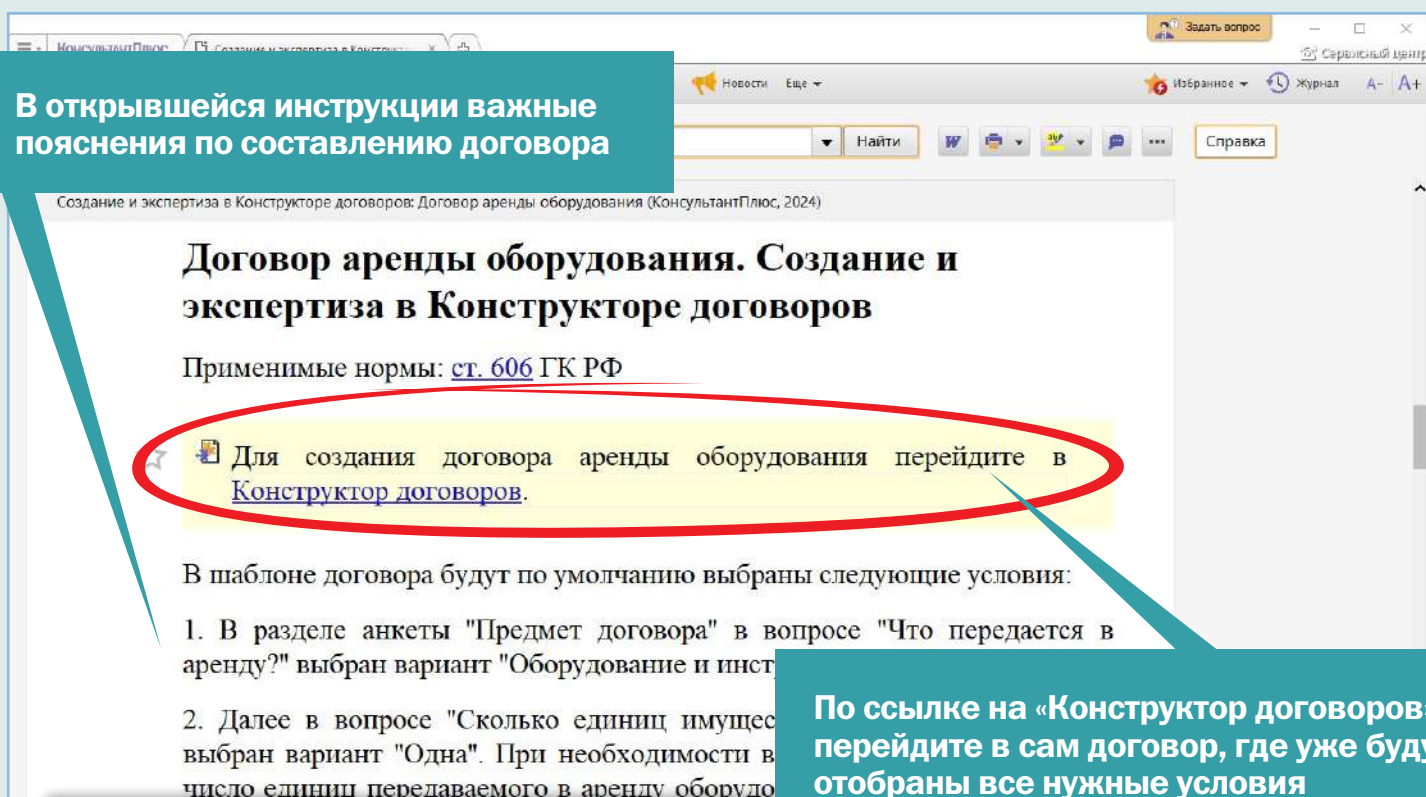 Задать вопрос
КонсультантПлюс
Создание и экспертиза в Конструкт
Сервисный центр
Новости Еще
Избранное Журнал A- A+
В открывшейся инструкции важные
пояснения по составлению договора
Найти
Справка
Создание и экспертиза в Конструкторе договоров: Договор аренды оборудования (КонсультантПлюс, 2024)
Договор аренды оборудования. Создание и
экспертиза в Конструкторе договоров
Применимые нормы: ст. 606 ГК РФ
Для создания договора аренды оборудования перейдите в
Конструктор договоров.
В шаблоне договора будут по умолчанию выбраны следующие условия:
1. В разделе анкеты "Предмет договора" в вопросе "Что передается в
аренду?" выбран вариант "Оборудование и инст
2. Далее в вопросе "Сколько единиц имущес
выбран вариант "Одна". При необходимости в
число единиц передаваемого в аренду оборудо
По ссылке на «Конструктор договоров»
перейдите в сам договор, где уже буду
отобраны все нужные условия